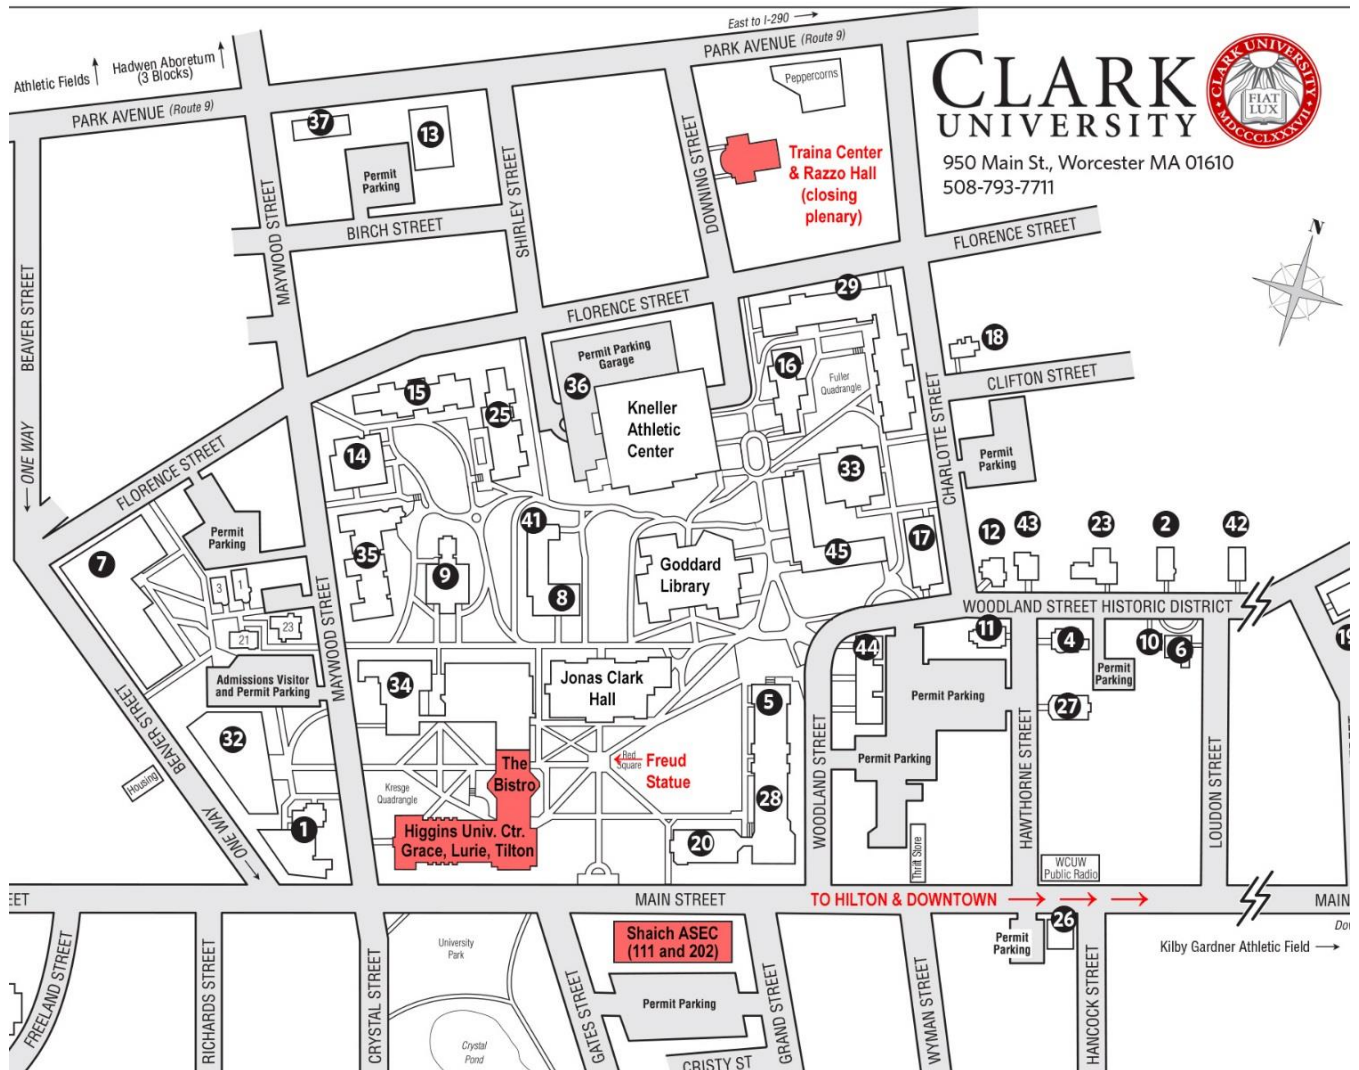 East to I-290
PARK AVENUE (Route 9)
Athletic Fields
Hadwen Aboretum
(3 Blocks)
PARK AVENUE (Route 9)
CLARK
UNIVERSITY
CLARK UNIVERSITY
FIAT
LUX
MDCCCLXXXVII
950 Main St., Worcester MA 01610
508-793-7711
Peppercorns
37
13
Permit
Parking
Traina Center
& Razzo Hall
(closing
plenary)
BIRCH STREET
MAYWOOD STREET
SHIRLEY STREET
DOWNING STREET
FLORENCE STREET
N
BEAVER STREET
ONE WAY
FLORENCE STREET
29
18
CLIFTON STREET
Permit Parking
Garage
36
16
Fuller
Quadrangle
15
25
Kneller
Athletic
Center
14
33
CHARLOTTE STREET
Permit
Parking
FLORENCE STREET
7
Permit
Parking
41
35
9
8
Goddard
Library
45
17
12
43
23
2
42
3
1
21
23
WOODLAND STREET HISTORIC DISTRICT
19
11
4
10
6
44
Admissions Visitor
and Permit Parking
MAYWOOD STREET
34
Jonas Clark
Hall
5
Permit Parking
Permit
Parking
27
32
BEAVER STREET
ONE WAY
Housing
The
Bistro
Red
Square
Freud
Statue
Kresge
Quadrangle
28
WOODLAND STREET
Permit Parking
HAWTHORNE STREET
LOUDON STREET
1
Higgins Univ. Ctr.
Grace, Lurie, Tilton
20
Thrift Store
WCUW
Public Radio
EET
MAIN STREET
TO HILTON & DOWNTOWN
MAIN
Dov
26
Permit
Parking
Kilby Gardner Athletic Field
Shaich ASEC
(111 and 202)
University
Park
FREELAND STREET
RICHARDS STREET
CRYSTAL STREET
Crystal
Pond
GATES STREET
Permit Parking
GRAND STREET
CRISTY ST
WYMAN STREET
HANCOCK STREET